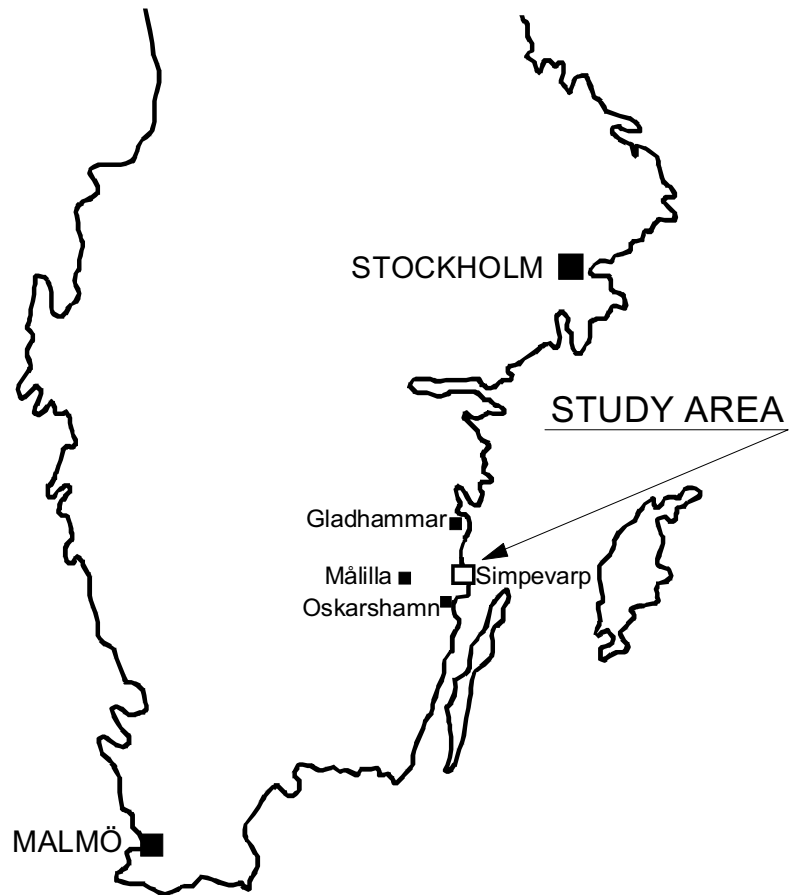 STOCKHOLM
STUDY AREA
Gladhammar
Målilla
Simpevarp
Oskarshamn
MALMÖ